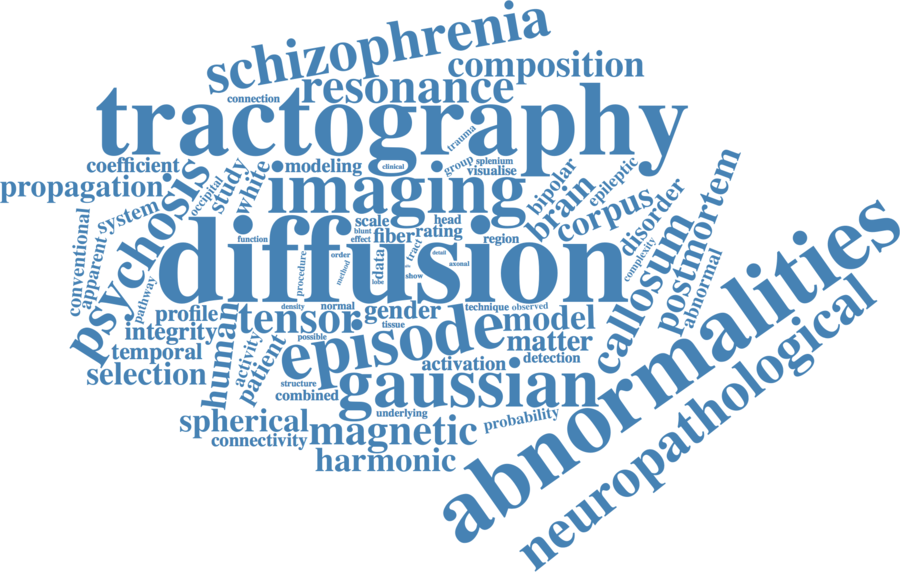 schizophrenia
composition
resonance
connection
tractography
trauma
coefficient
modeling
clinical
group
splenium
visualise
propagation
psychosis
occipital
study
white
imaging
bipolar
brain
epileptic
corpus
disorder
postmortem
conventional
apparent
system
pathway
scale
head
blunt
effect
fiber
rating
function
region
diffusion
procedure
order
method
data
lobe
tract
detail
axonal
show
complexity
callosum
abnormal
abnormalities
neuropathological
profile
integrity
temporal
selection
human
density
normal
tensor
possible
gender
tissue
technique
observed
episode
model
matter
activity
patient
activation
detection
structure
combined
gaussian
underlying
probability
spherical
connectivity
magnetic
harmonic